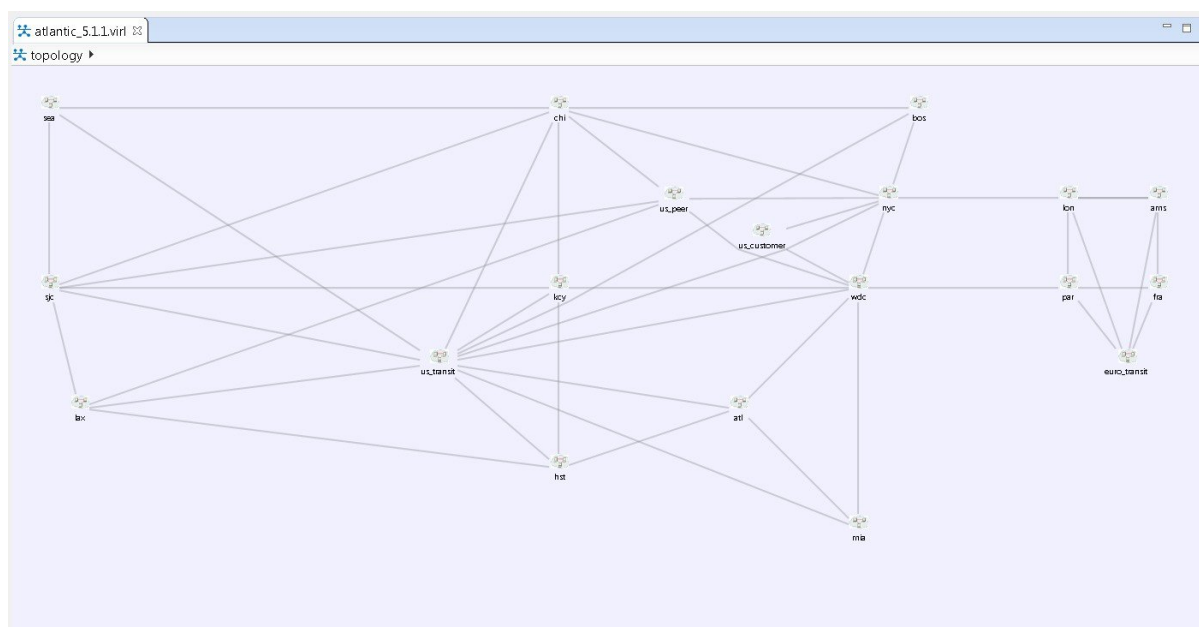 atlantic_5.1.1.virl
topology
sea
chi
bos
us_peer
nyc
lon
ams
us_customer
sjc
kcy
wdc
par
fra
us_transit
euro_transit
lax
atl
hst
mia